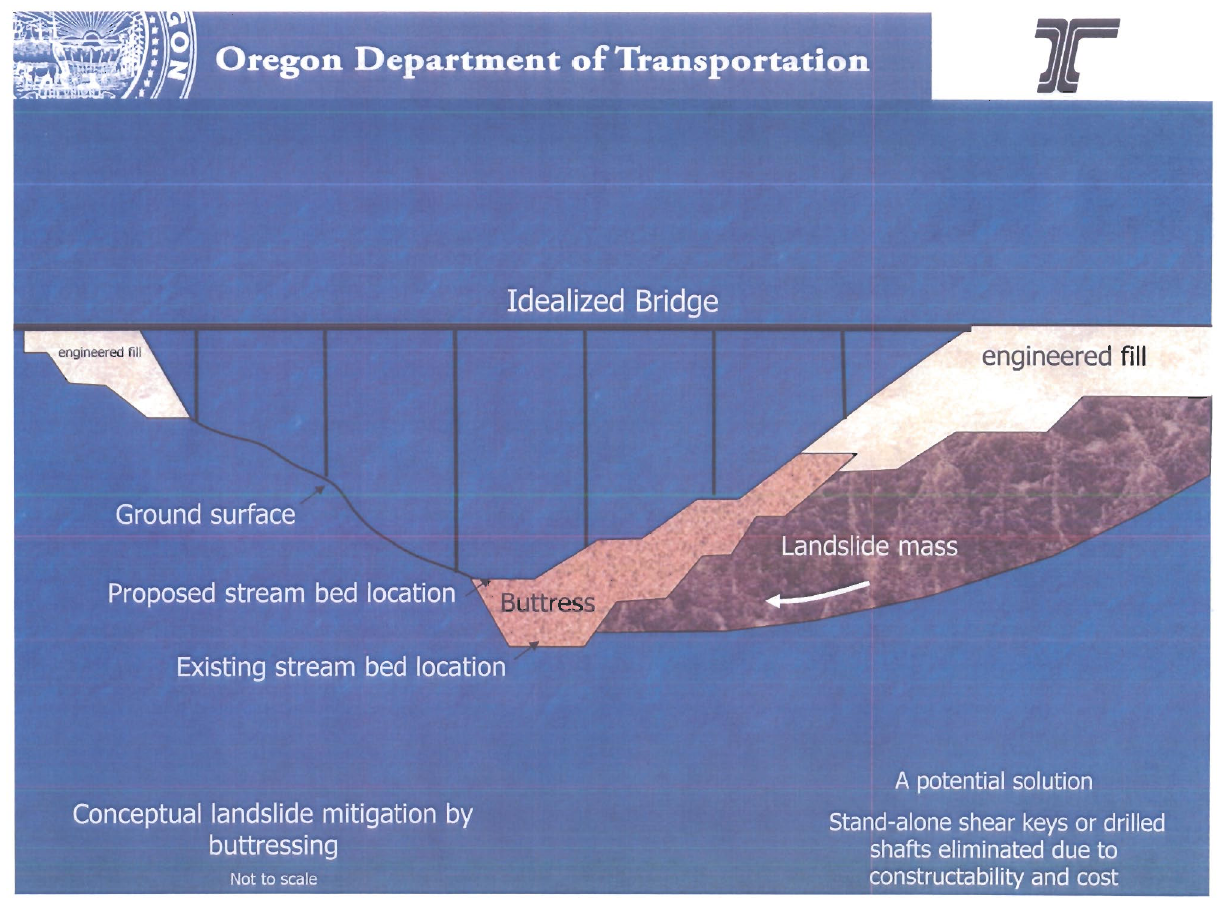 GON
Oregon Department of Transportation
Idealized Bridge
engineered fill
engineered fill
Ground surface
Landslide mass
Proposed stream bed location
Buttress
Existing stream bed location
A potential solution
Conceptual landslide mitigation by
buttressing
Not to scale
Stand-alone shear keys or drilled
shafts eliminated due to
constructability and cost